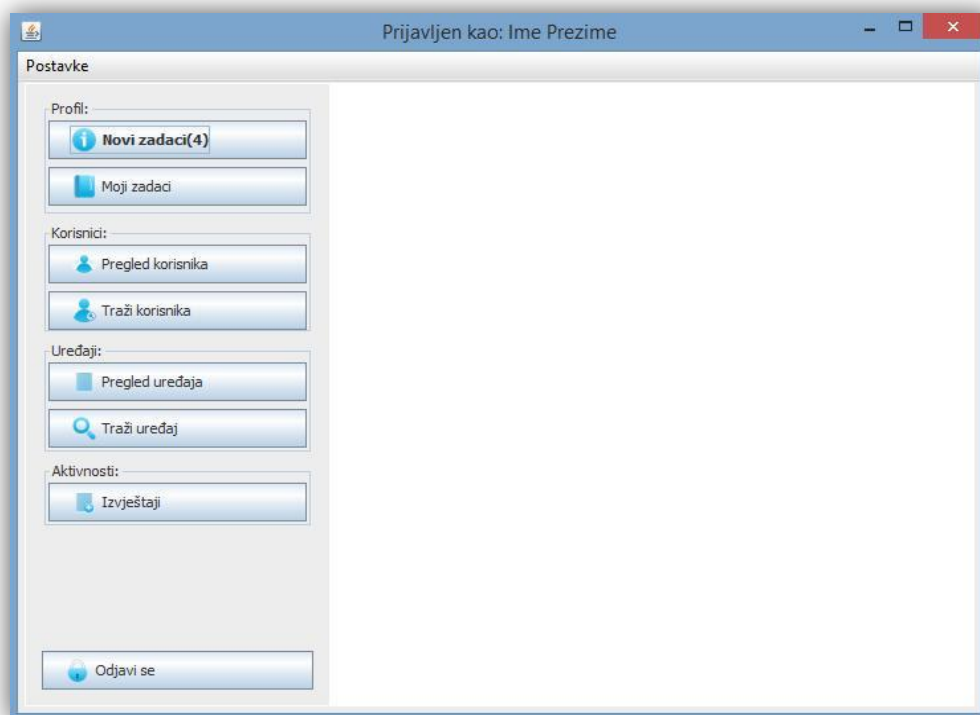 Prijavljen kao: Ime Prezime
Postavke
Profil:
Novi zadaci(4)
Moji zadaci
Korisnici:
Pregled korisnika
Traži korisnika
Uređaji:
Pregled uređaja
Traži uređaj
Aktivnosti:
Izvještaji
Odjavi se